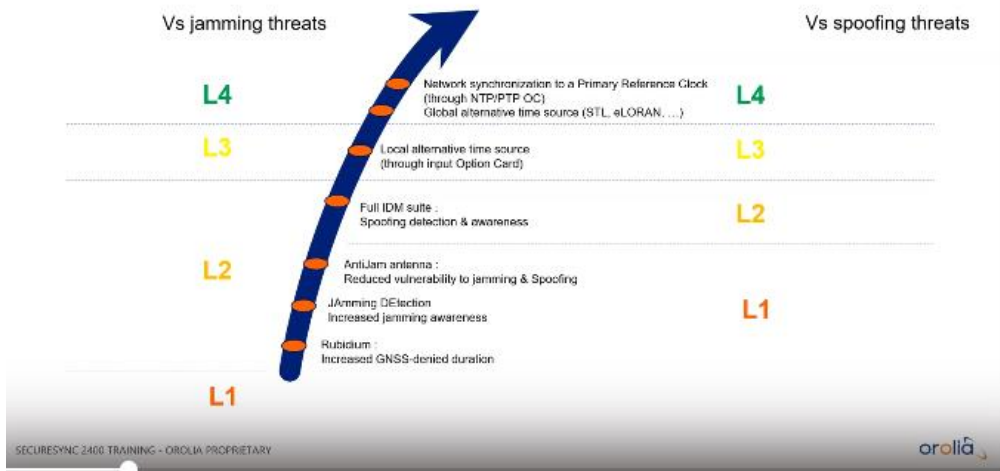 Vs jamming threats
Vs spoofing threats
L4
Network synchronization to a Primary Reference Clock
(through NTP/PTP OC)
Global alternative time source (STL, eLORAN, ...)
L4
L3
Local alternative time source
(through input Option Card)
L3
Full IDM suite :
Spoofing detection & awareness
L2
L2
AntiJam antenna :
Reduced vulnerability to jamming & Spoofing
JAmming DEtection
Increased jamming awareness
L1
Rubidium :
Increased GNSS-denied duration
L1
SECURESYNC 2400 TRAINING - OROLIA PROPRIETARY
orolia